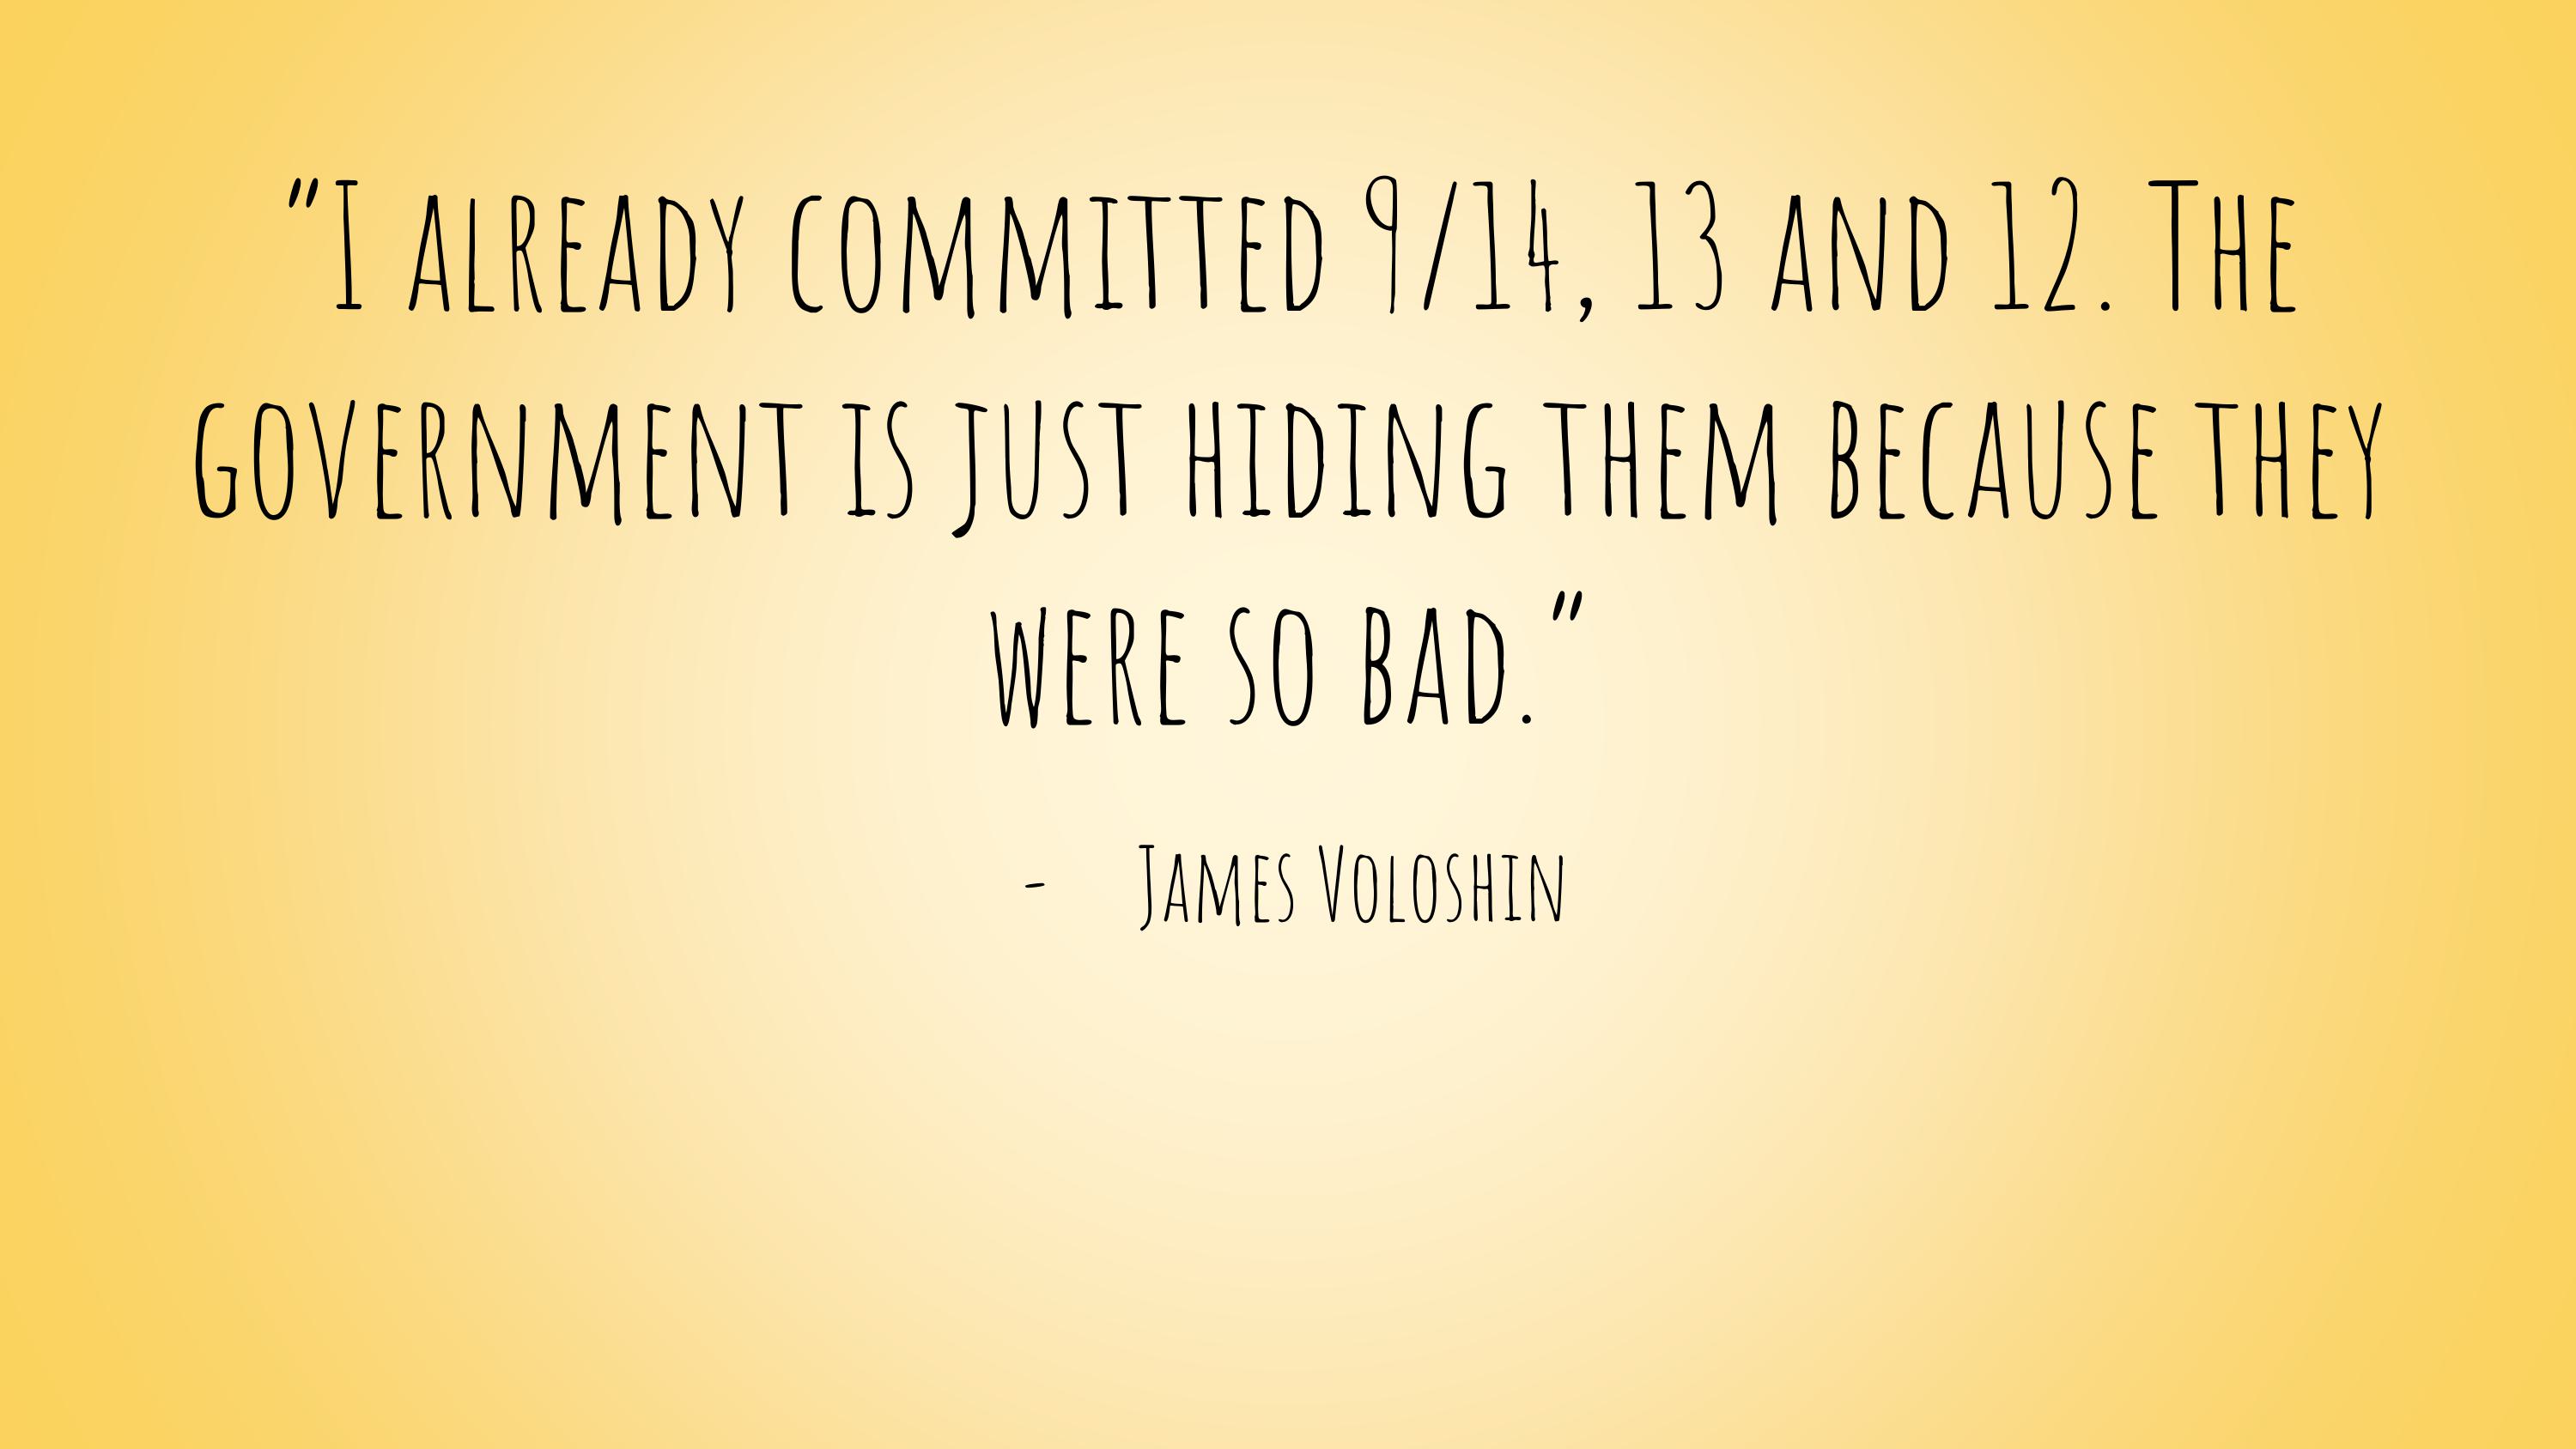 "I already committed 9/14, 13 and 12. The
government is just hiding them because they
were so bad."
- James Voloshin